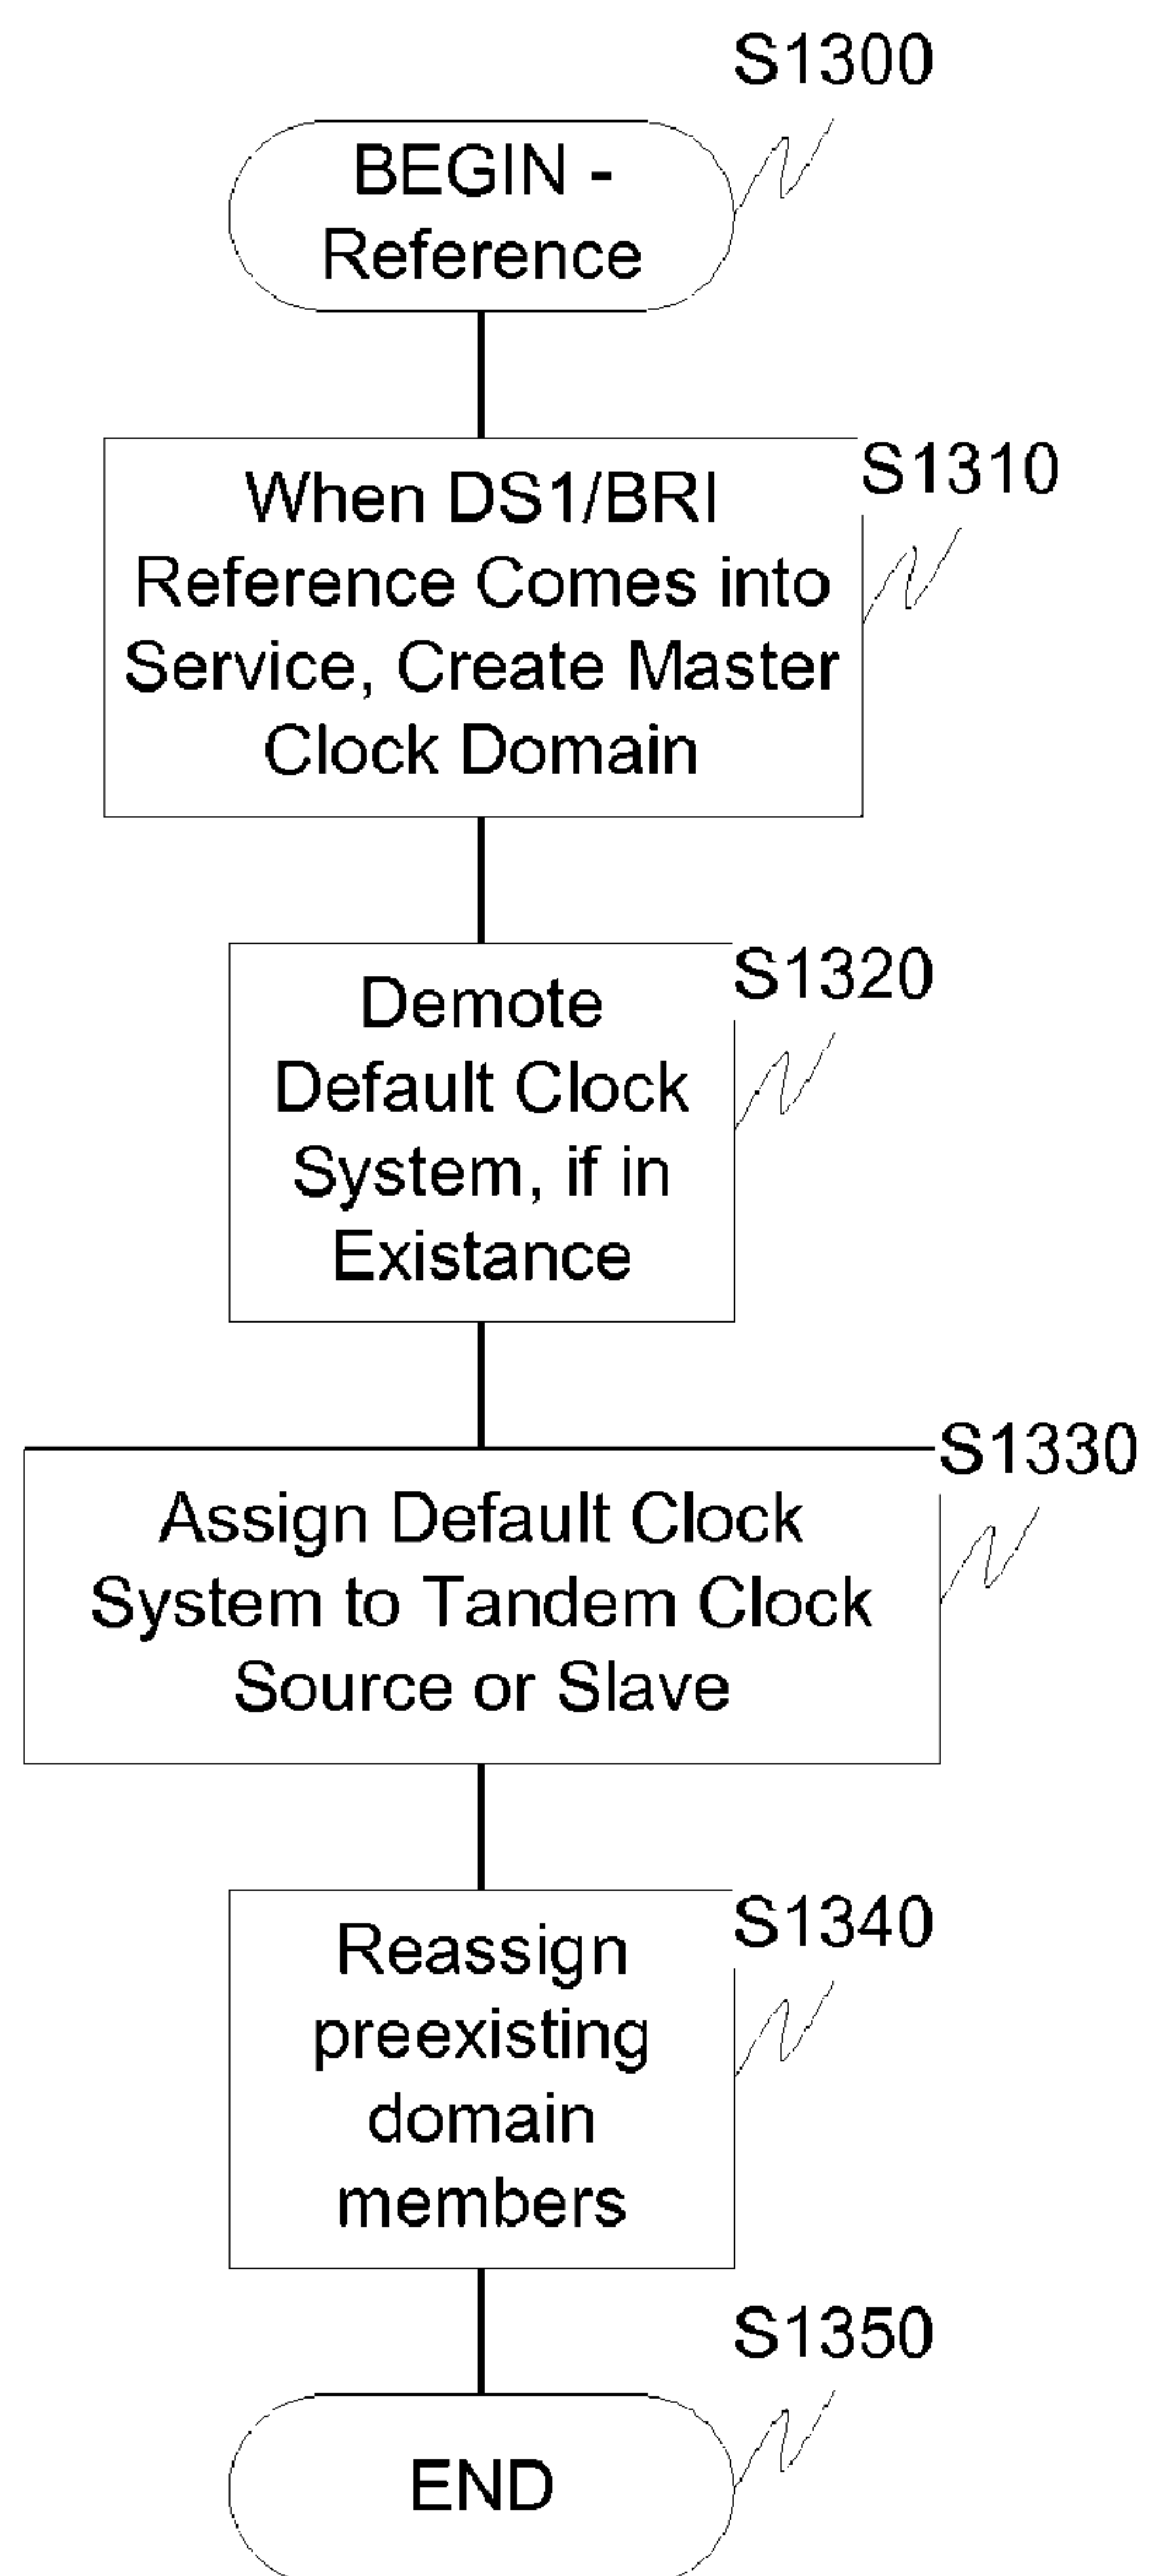 S1300
BEGIN -
Reference
S1310
When DS1/BRI
Reference Comes into
Service, Create Master
Clock Domain
S1320
Demote
Default Clock
System, if in
Existance
S1330
Assign Default Clock
System to Tandem Clock
Source or Slave
S1340
Reassign
preexisting
domain
members
S1350
END